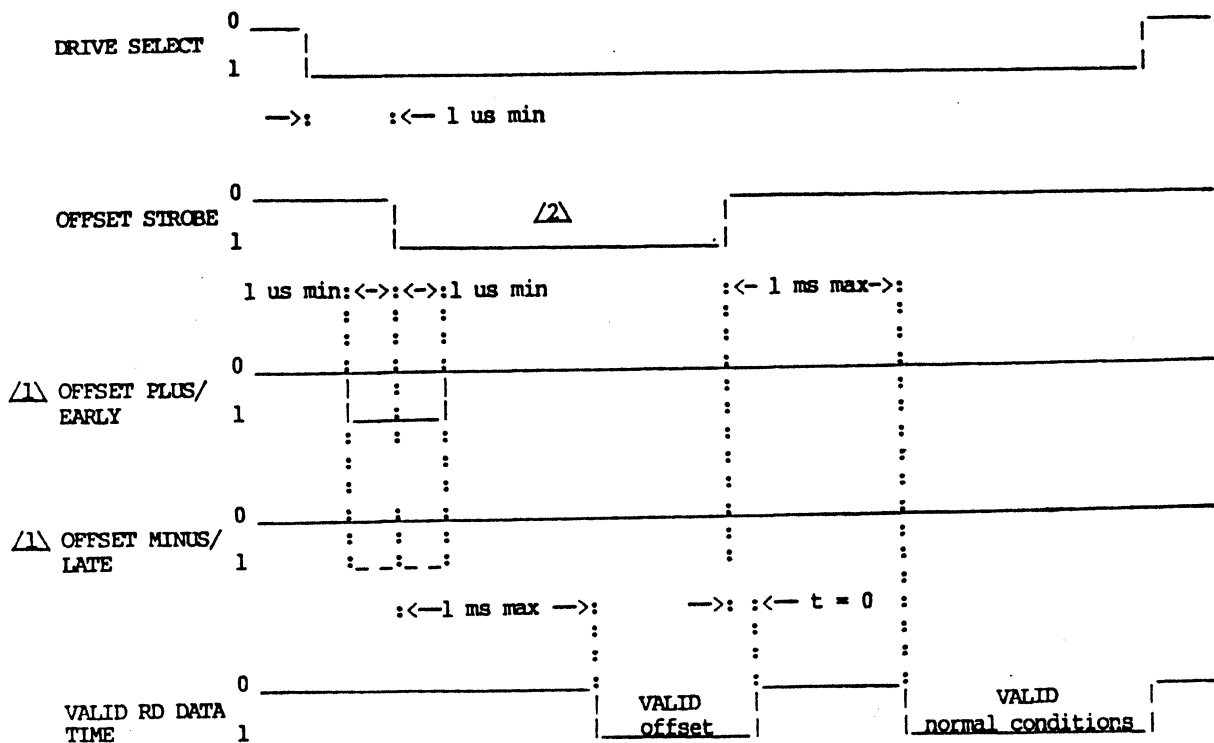 0
DRIVE SELECT
1
—>: :<— 1 us min
0
OFFSET STROBE /2\
1
1 us min:<->:<->:1 us min :<- 1 ms max->:
0
/1\ OFFSET PLUS/
EARLY 1
0
/1\ OFFSET MINUS/
LATE 1
:<—1 ms max —>: —>: :<— t = 0
0
VALID RD DATA VALID VALID
TIME 1 offset normal conditions